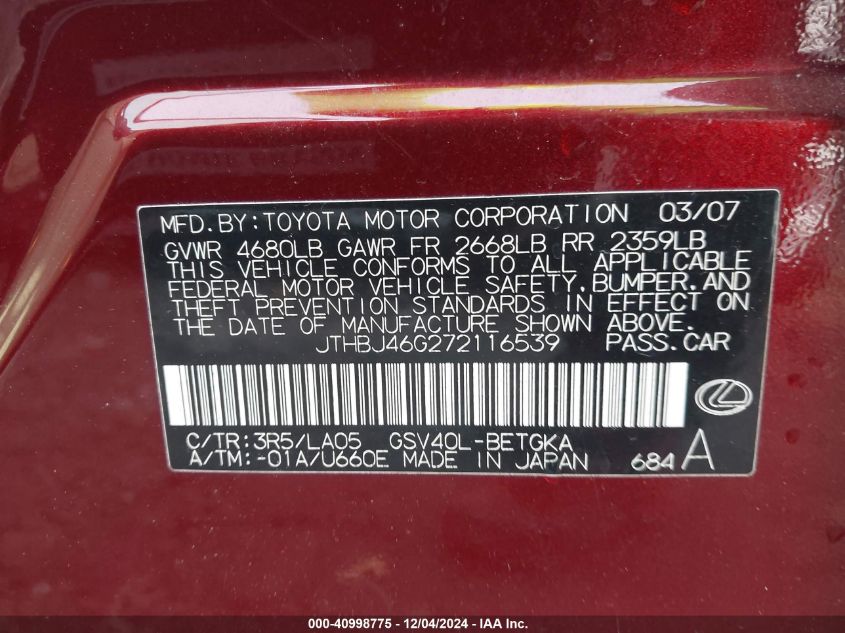 MFD.BY:TOYOTA MOTOR CORPORATION 03/07
GVWR 4680LB GAWR FR 2668LB RR 2359LB
THIS VEHICLE CONFORMS TO ALL APPLICABLE
FEDERAL MOTOR VEHICLE SAFETY,BUMPER,AND
THEFT PREVENTION STANDARDS IN EFFECT ON
THE DATE OF MANUFACTURE SHOWN ABOVE.
JTHBJ46G272116539 PASS.CAR
C/TR:3R5/LA05 GSV40L-BETGKA
A/TM:-01A/U660E MADE IN JAPAN 684 A
000-40998775 - 12/04/2024 - IAAI Inc.